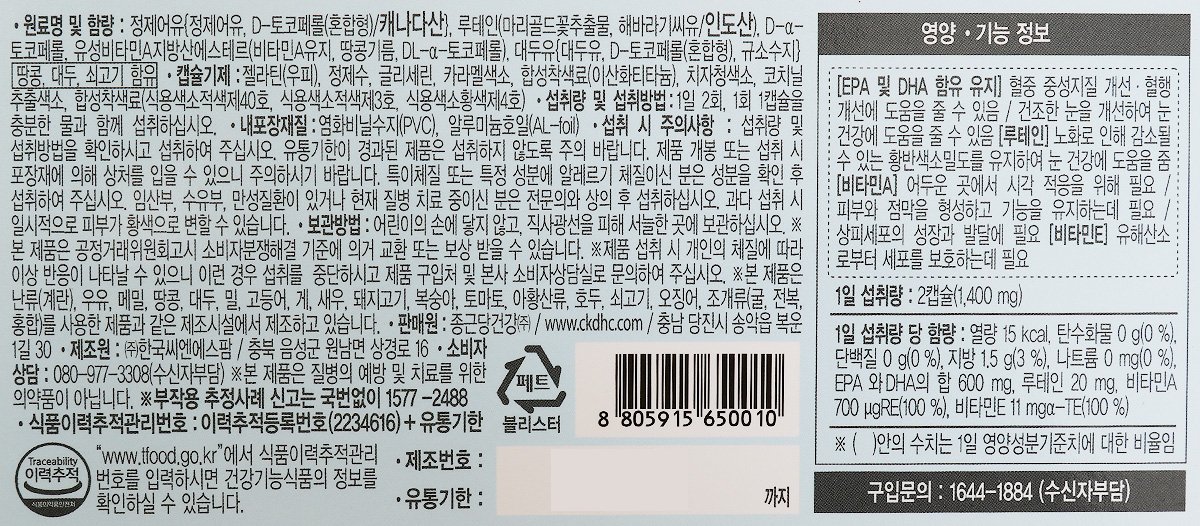 • 원료명 및 함량 : 정제어유{정제어유, D-토코페롤(혼합형)/캐나다산}, 루테인(마리골드꽃추출물, 해바라기씨유/인도산), D-α-
토코페롤, 유성비타민A지방산에스테르(비타민A유지, 땅콩기름, DL-α-토코페롤), 대두유{대두유, D-토코페롤(혼합형), 규소수지}
땅콩, 대두, 쇠고기 함유 • 캡슐기제 : 젤라틴(우피), 정제수, 글리세린, 카라멜색소, 합성착색료(이산화티타늄), 치자청색소, 코치닐
추출색소, 합성착색료(식용색소적색제40호, 식용색소적색제3호, 식용색소황색제4호) • 섭취량 및 섭취방법 : 1일 2회, 1회 1캡슐을
충분한 물과 함께 섭취하십시오. • 내포장재질 : 염화비닐수지(PVC), 알루미늄호일(AL-foil) • 섭취 시 주의사항 : 섭취량 및
섭취방법을 확인하시고 섭취하여 주십시오. 유통기한이 경과된 제품은 섭취하지 않도록 주의 바랍니다. 제품 개봉 또는 섭취 시
포장재에 의해 상처를 입을 수 있으니 주의하시기 바랍니다. 특이체질 또는 특정 성분에 알레르기 체질이신 분은 성분을 확인 후
섭취하여 주십시오. 임산부, 수유부, 만성질환이 있거나 현재 질병 치료 중이신 분은 전문의와 상의 후 섭취하십시오. 과다 섭취 시
일시적으로 피부가 황색으로 변할 수 있습니다. • 보관방법 : 어린이의 손에 닿지 않고, 직사광선을 피해 서늘한 곳에 보관하십시오. ※
본 제품은 공정거래위원회고시 소비자분쟁해결 기준에 의거 교환 또는 보상 받을 수 있습니다. ※제품 섭취 시 개인의 체질에 따라
이상 반응이 나타날 수 있으니 이런 경우 섭취를 중단하시고 제품 구입처 및 본사 소비자상담실로 문의하여 주십시오. ※본 제품은
난류(계란), 우유, 메밀, 땅콩, 대두, 밀, 고등어, 게, 새우, 돼지고기, 복숭아, 토마토, 아황산류, 호두, 쇠고기, 오징어, 조개류(굴, 전복,
홍합)를 사용한 제품과 같은 제조시설에서 제조하고 있습니다. • 판매원 : 종근당건강㈜ / www.ckdhc.com / 충남 당진시 송악읍 복운
1길 30 • 제조원 : ㈜한국씨엔에스팜 / 충북 음성군 원남면 상경로 16 • 소비자
상담 : 080-977-3308(수신자부담) ※본 제품은 질병의 예방 및 치료를 위한
의약품이 아닙니다. ※부작용 추정사례 신고는 국번없이 1577-2488
• 식품이력추적관리번호 : 이력추적등록번호(2234616) + 유통기한
Traceability
이력추적
식품의약품안전처
"www.tfood.go.kr"에서 식품이력추적관리
번호를 입력하시면 건강기능식품의 정보를
확인하실 수 있습니다.
페트
블리스터
8 805915 650010
• 제조번호 :
• 유통기한 : 까지
영양 • 기능 정보
[EPA 및 DHA 함유 유지] 혈중 중성지질 개선 · 혈행
개선에 도움을 줄 수 있음 / 건조한 눈을 개선하여 눈
건강에 도움을 줄 수 있음 [루테인] 노화로 인해 감소될
수 있는 황반색소밀도를 유지하여 눈 건강에 도움을 줌
[비타민A] 어두운 곳에서 시각 적응을 위해 필요 /
피부와 점막을 형성하고 기능을 유지하는데 필요 /
상피세포의 성장과 발달에 필요 [비타민E] 유해산소
로부터 세포를 보호하는데 필요
1일 섭취량 : 2캡슐(1,400 mg)
1일 섭취량 당 함량 : 열량 15 kcal, 탄수화물 0 g(0 %),
단백질 0 g(0 %), 지방 1.5 g(3 %), 나트륨 0 mg(0 %),
EPA 와 DHA의 합 600 mg, 루테인 20 mg, 비타민A
700 μgRE(100 %), 비타민E 11 mgα-TE(100 %)
※ ( )안의 수치는 1일 영양성분기준치에 대한 비율임
구입문의 : 1644-1884 (수신자부담)